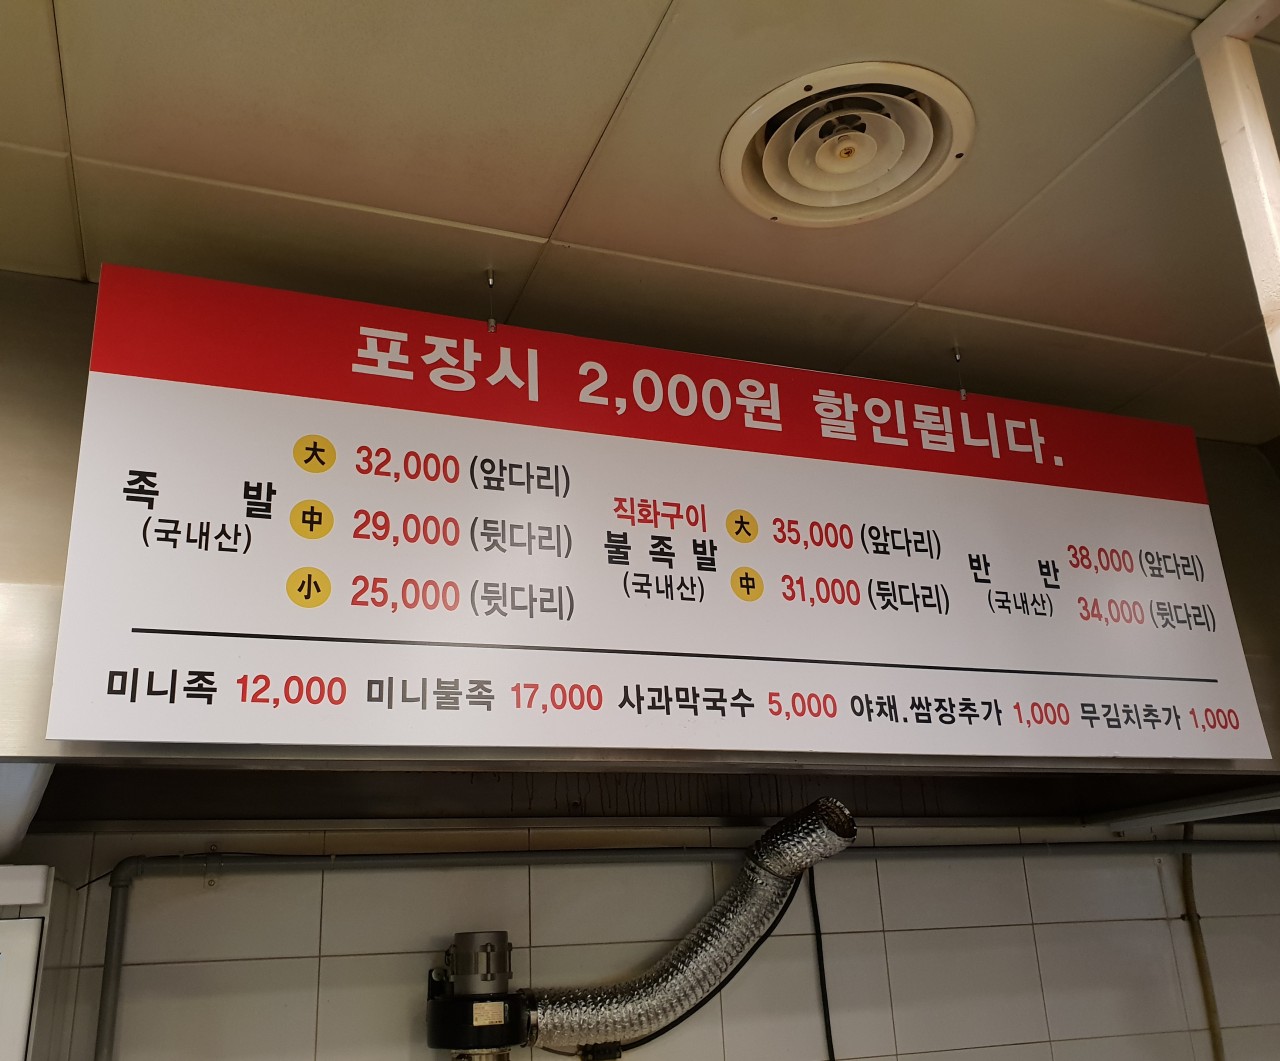 포장시 2,000원 할인됩니다.
족 발
(국내산)
大 32,000 (앞다리)
中 29,000 (뒷다리)
小 25,000 (뒷다리)
직화구이
불 족 발
(국내산)
大 35,000 (앞다리)
中 31,000 (뒷다리)
반 반
(국내산)
38,000 (앞다리)
34,000 (뒷다리)
미니족 12,000 미니불족 17,000 사과막국수 5,000 야채.쌈장추가 1,000 무김치추가 1,000